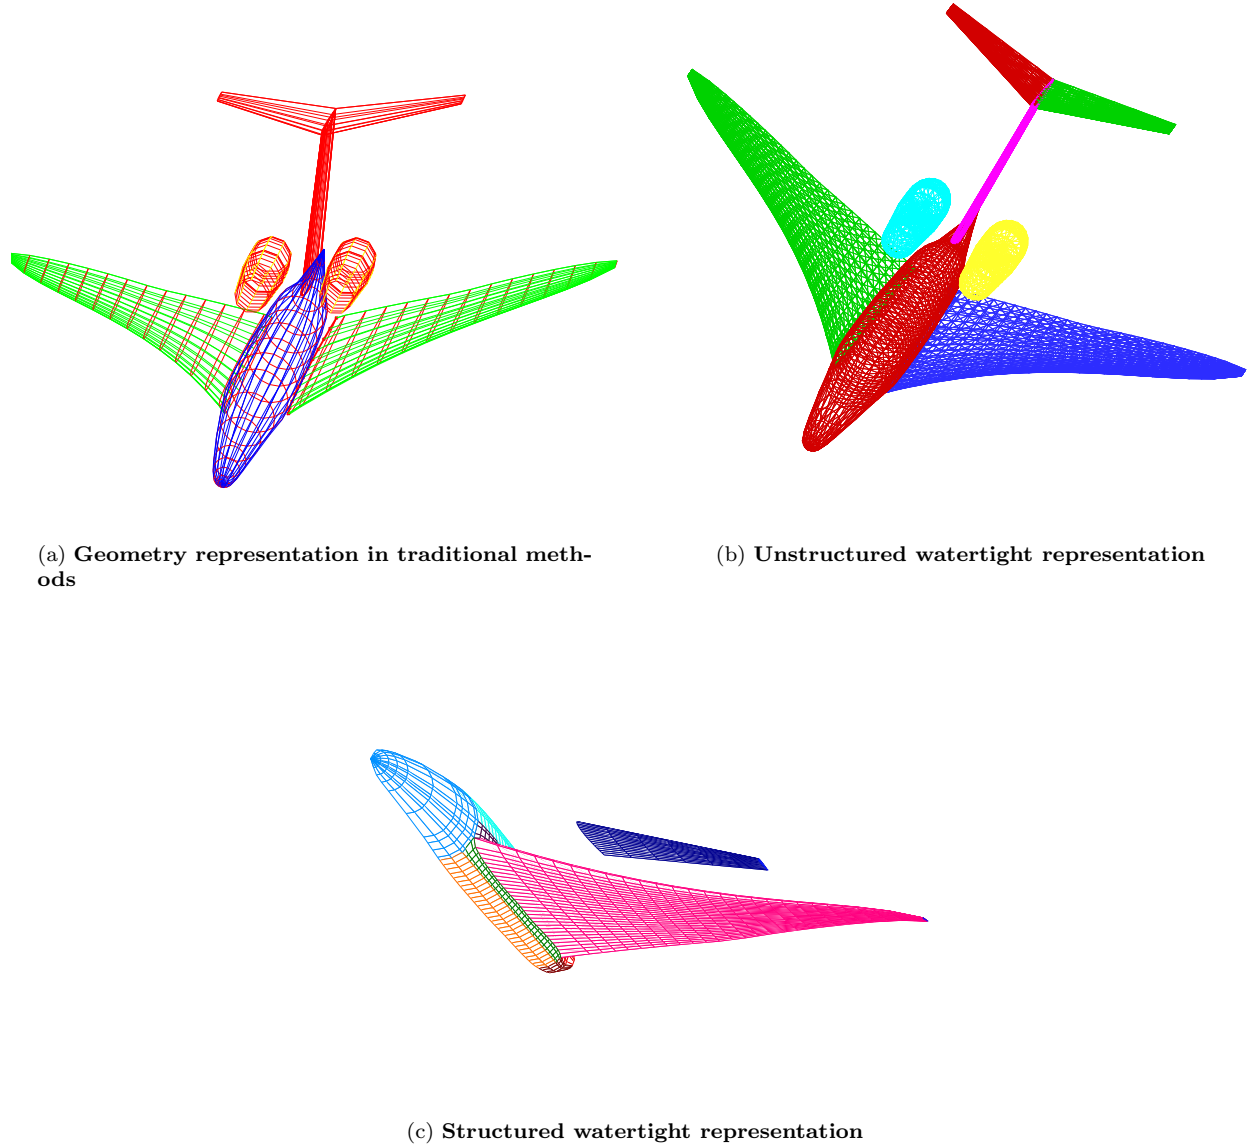 (a) Geometry representation in traditional meth-
ods
(b) Unstructured watertight representation
(c) Structured watertight representation